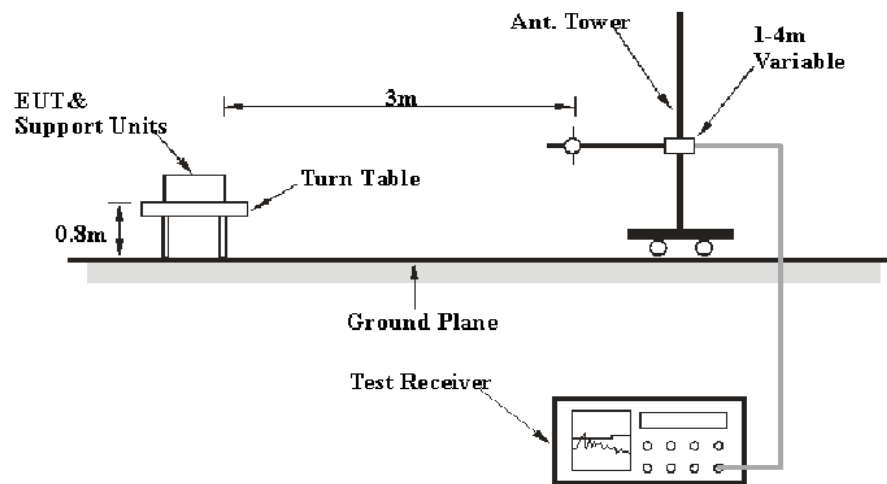 Ant. Tower
1-4m
Variable
EUT&
Support Units
3m
Turn Table
0.8m
Ground Plane
Test Receiver